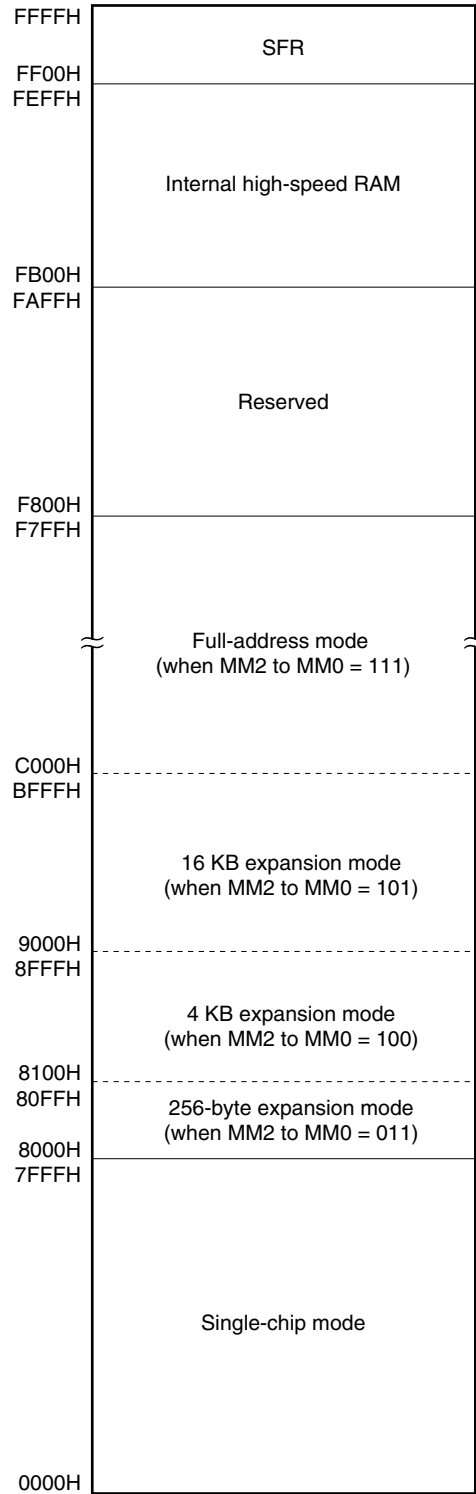 FFFFH
SFR
FF00H
FEFFH
Internal high-speed RAM
FB00H
FAFFH
Reserved
F800H
F7FFH
Full-address mode
(when MM2 to MM0 = 111)
C000H
BFFFH
16 KB expansion mode
(when MM2 to MM0 = 101)
9000H
8FFFH
4 KB expansion mode
(when MM2 to MM0 = 100)
8100H
80FFH
256-byte expansion mode
(when MM2 to MM0 = 011)
8000H
7FFFH
Single-chip mode
0000H